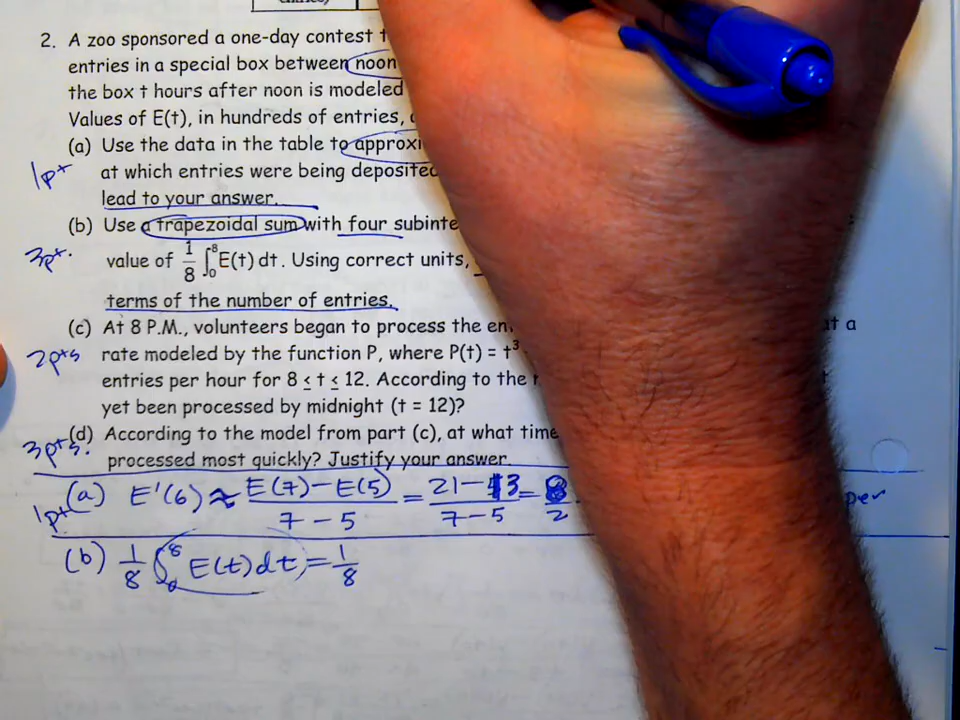 entries)
2. A zoo sponsored a one-day contest t
entries in a special box between noon
the box t hours after noon is modeled
Values of E(t), in hundreds of entries,
(a) Use the data in the table to approxi
1pt
at which entries were being deposited
lead to your answer.
(b) Use a trapezoidal sum with four subinte
3pt.
value of 1/8 ∫₀⁸ E(t) dt. Using correct units,
terms of the number of entries.
(c) At 8 P.M., volunteers began to process the en at a
2pts rate modeled by the function P, where P(t) = t³
entries per hour for 8 ≤ t ≤ 12. According to the
yet been processed by midnight (t = 12)?
(d) According to the model from part (c), at what time
3pts.
processed most quickly? Justify your answer
(a) E'(6) ≈ E(7)-E(5) / 7-5 = 21-13 / 7-5 = 8/2 per
1pt
(b) 1/8 ∫₀⁸ E(t)dt = 1/8